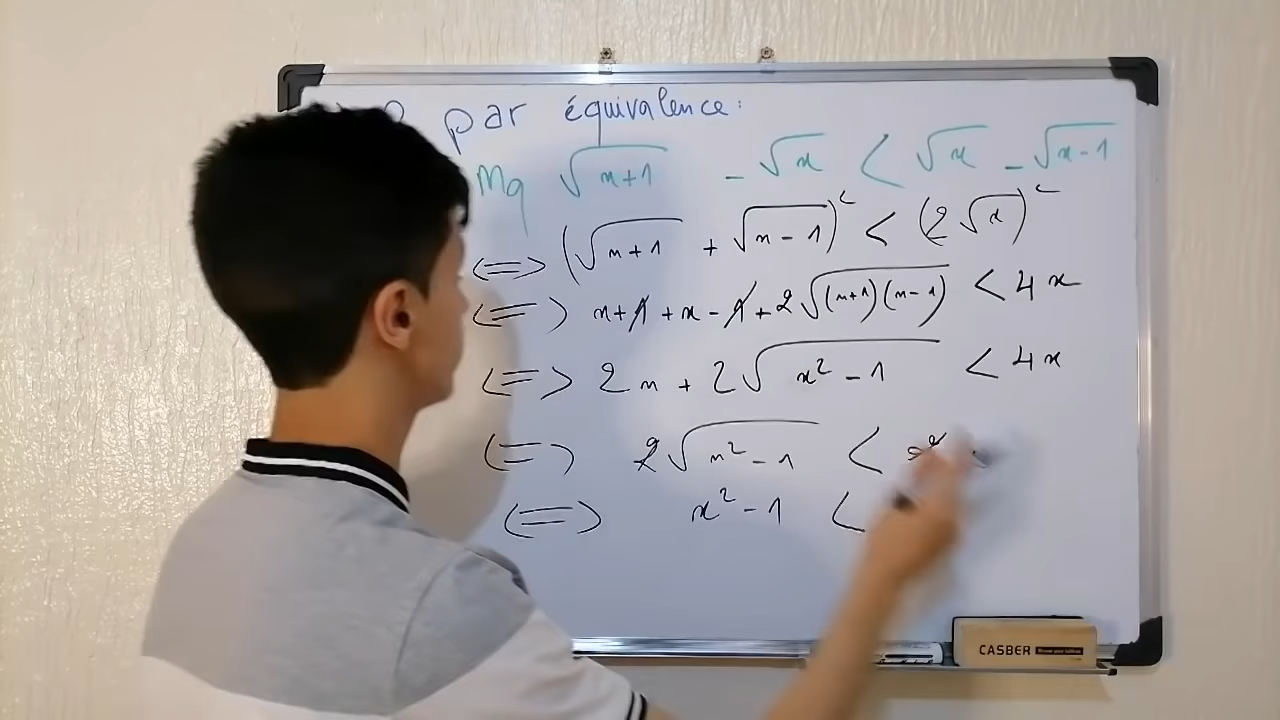 par équivalence:
Mq √(x+1) - √x < √x - √(x-1)
<=> (√(x+1) + √(x-1))² < (2√x)²
<=> x+1 + x-1 + 2√((x+1)(x-1)) < 4x
<=> 2x + 2√(x²-1) < 4x
<=> 2√(x²-1) <
<=> x²-1 <
CASBER